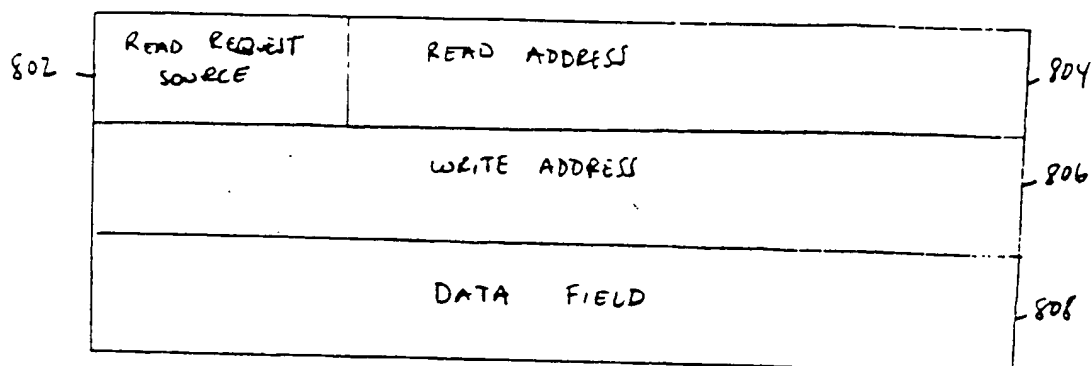 READ REQUEST
SOURCE
READ ADDRESS
802
804
WRITE ADDRESS
806
DATA FIELD
808